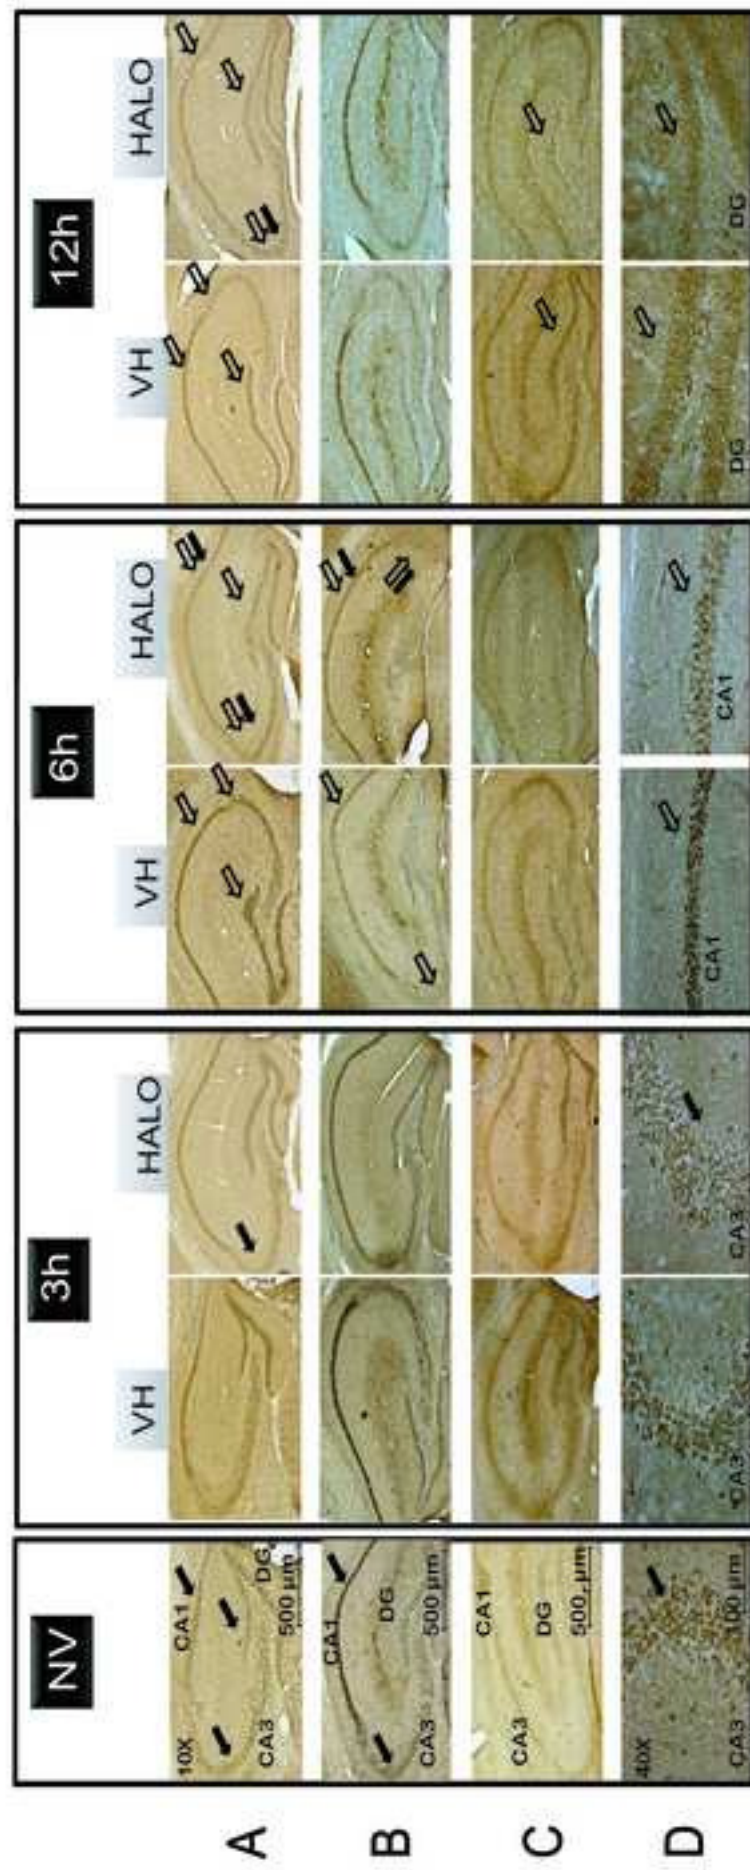 NV
3h
6h
12h
VH
HALO
VH
HALO
VH
HALO
A
10X
CA1
CA3
DG
500 µm
B
CA1
DG
CA3
500 µm
C
CA1
DG
CA3
500 µm
D
40X
CA3
100 µm
CA3
CA3
CA1
CA1
DG
DG